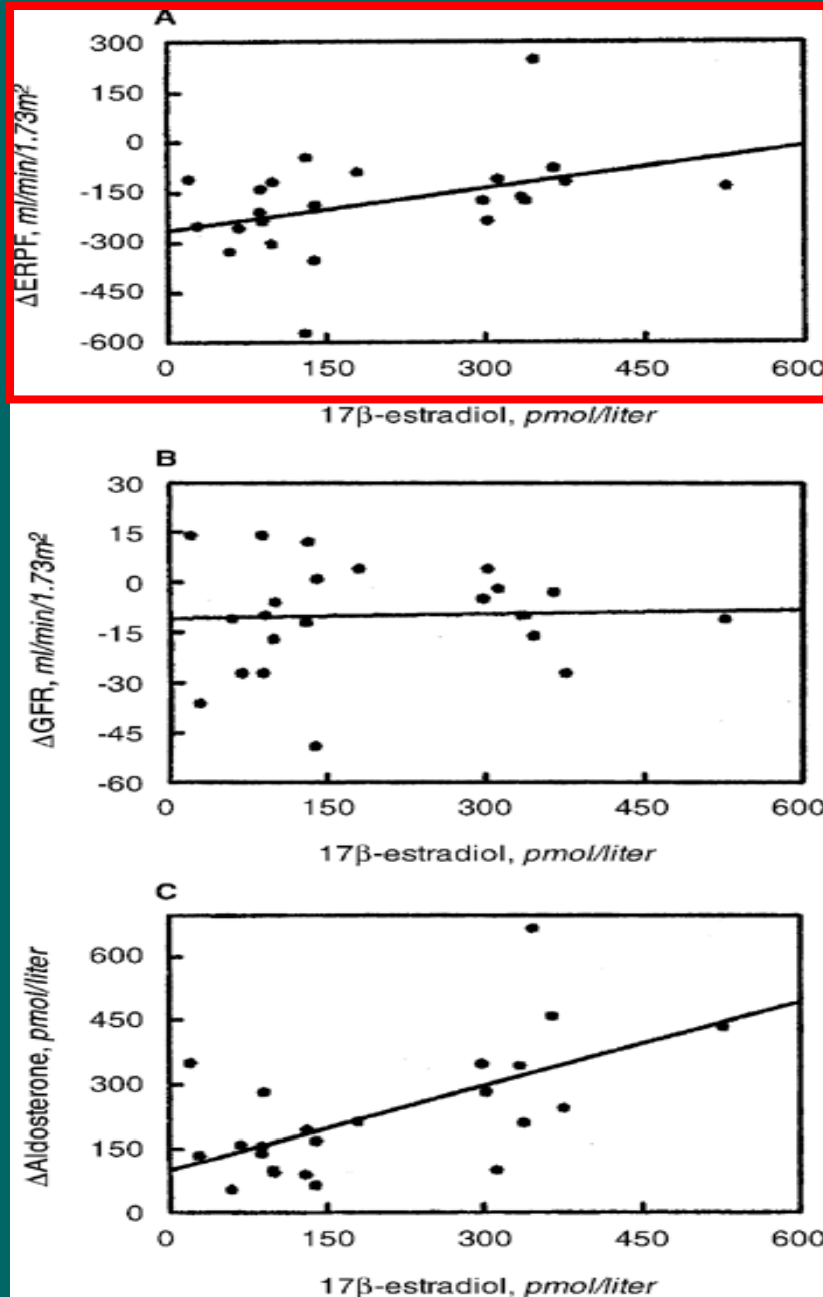 A
300
150
0
-150
-300
-450
-600
ΔERPF, ml/min/1.73m²
0 150 300 450 600
17β-estradiol, pmol/liter
B
30
15
0
-15
-30
-45
-60
ΔGFR, ml/min/1.73m²
0 150 300 450 600
17β-estradiol, pmol/liter
C
600
450
300
150
0
ΔAldosterone, pmol/liter
0 150 300 450 600
17β-estradiol, pmol/liter